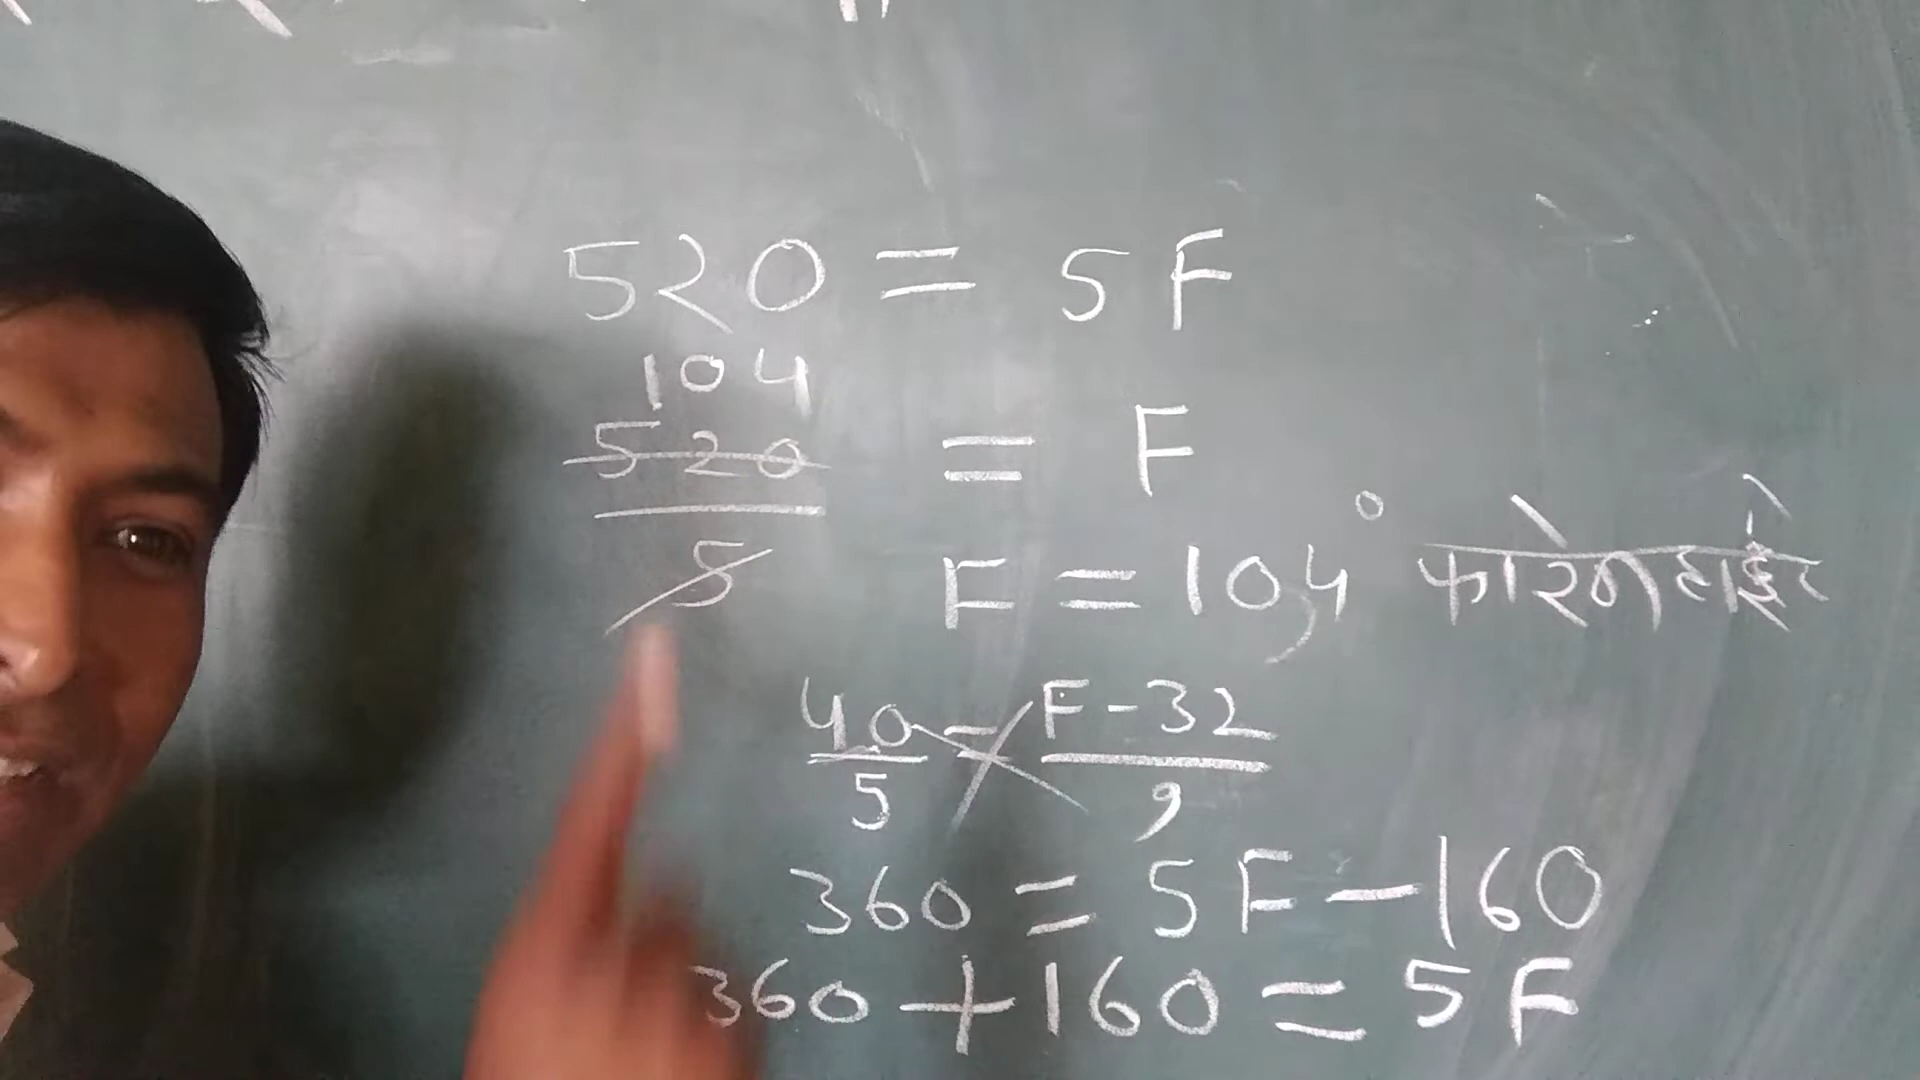 520 = 5F
104
520 = F
5
F = 104° फारेनहाईट
40 = F-32
5 9
360 = 5F-160
360+160 = 5F